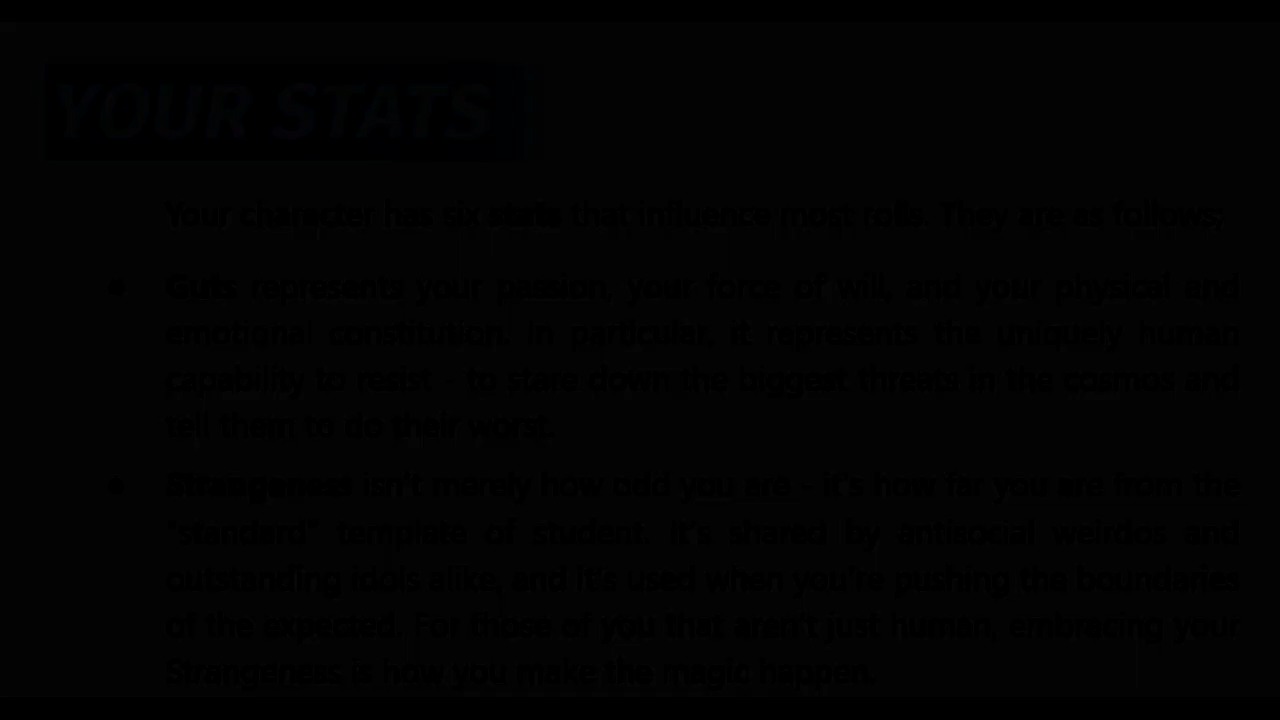 YOUR STATS
Your character has six stats that influence most rolls. They are as follows;
Guts represents your passion, your force of will, and your physical and
emotional constitution. In particular, it represents the uniquely human
capability to resist - to stare down the biggest threats in the cosmos and
tell them to do their worst.
Strangeness isn't merely how odd you are - it's how far you are from the
"standard" template of student. It's shared by antisocial weirdos and
outstanding idols alike, and it's used when you're pushing the boundaries
of the expected. For those of you that aren't just human, embracing your
Strangeness is how you make the magic happen.